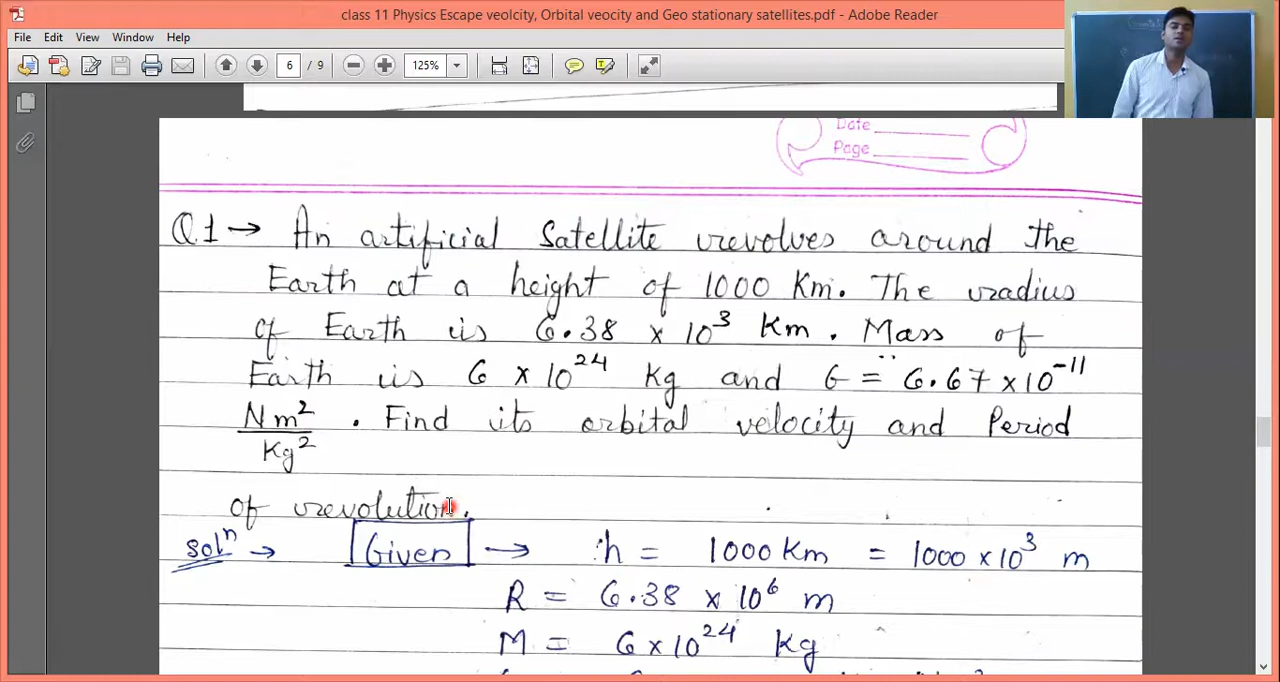 class 11 Physics Escape veolcity, Orbital veocity and Geo stationary satellites.pdf - Adobe Reader
File Edit View Window Help
6 / 9 125%
Date
Page
Q1→ An artificial Satellite revolves around the
Earth at a height of 1000 Km. The radius
of Earth is 6.38 × 10³ Km. Mass of
Earth is 6 × 10²⁴ Kg and G = 6.67 × 10⁻¹¹
Nm²/Kg² . Find its orbital velocity and Period
of revolution.
Solⁿ → Given → h = 1000 Km = 1000 × 10³ m
R = 6.38 × 10⁶ m
M = 6 × 10²⁴ Kg